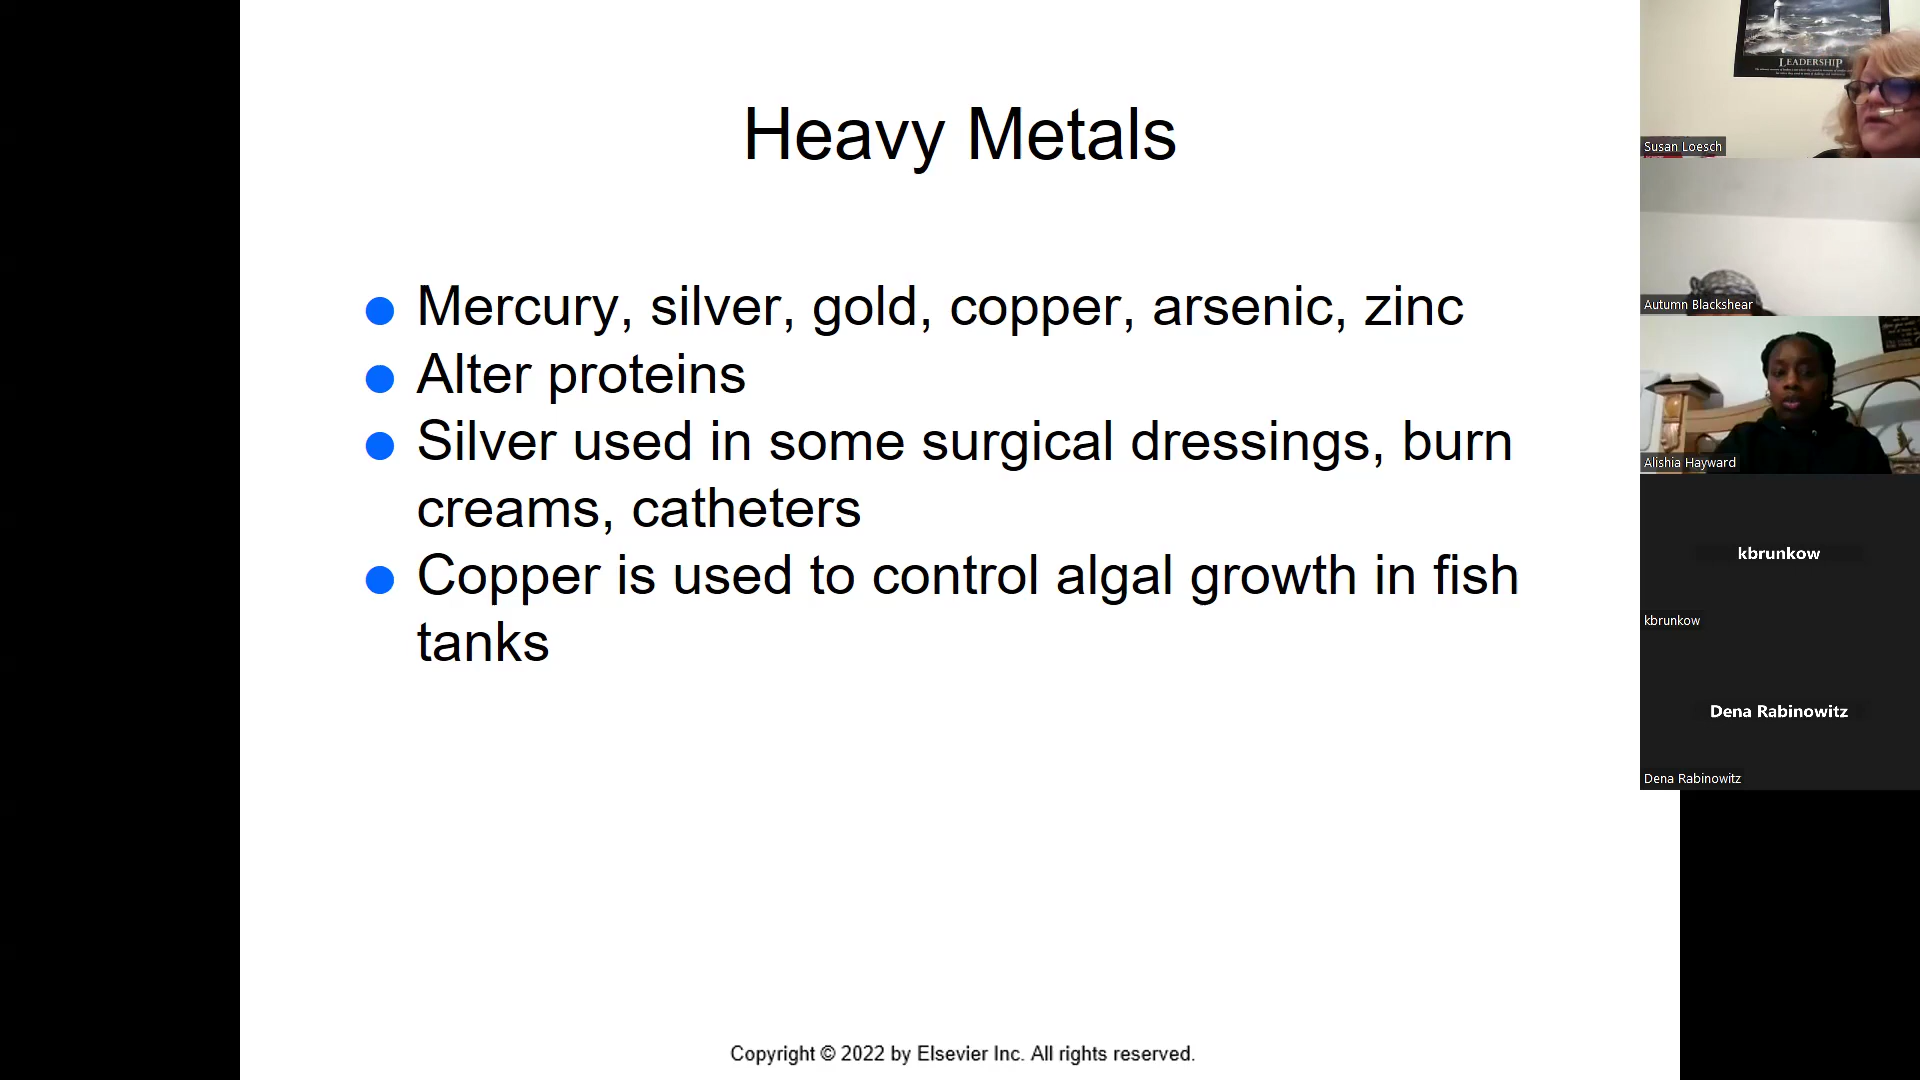 Heavy Metals
Mercury, silver, gold, copper, arsenic, zinc
Alter proteins
Silver used in some surgical dressings, burn
creams, catheters
Copper is used to control algal growth in fish
tanks
Copyright © 2022 by Elsevier Inc. All rights reserved.
LEADERSHIP
Susan Loesch
Autumn Blackshear
Alishia Hayward
kbrunkow
kbrunkow
Dena Rabinowitz
Dena Rabinowitz